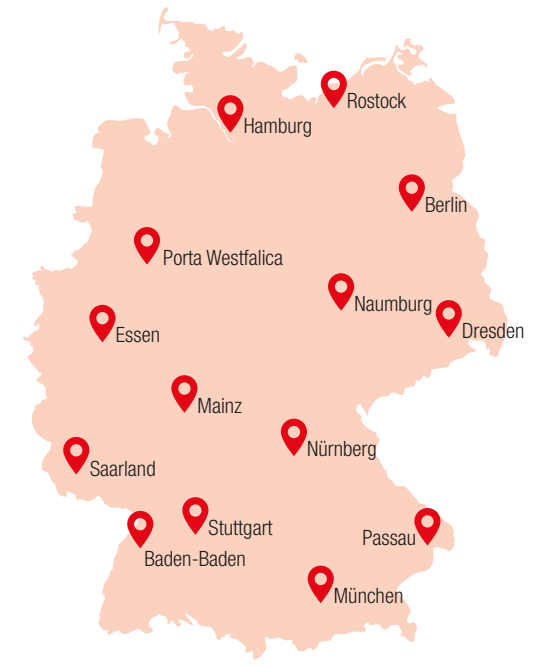 Rostock
Hamburg
Berlin
Porta Westfalica
Naumburg
Dresden
Essen
Mainz
Nürnberg
Saarland
Stuttgart
Passau
Baden-Baden
München